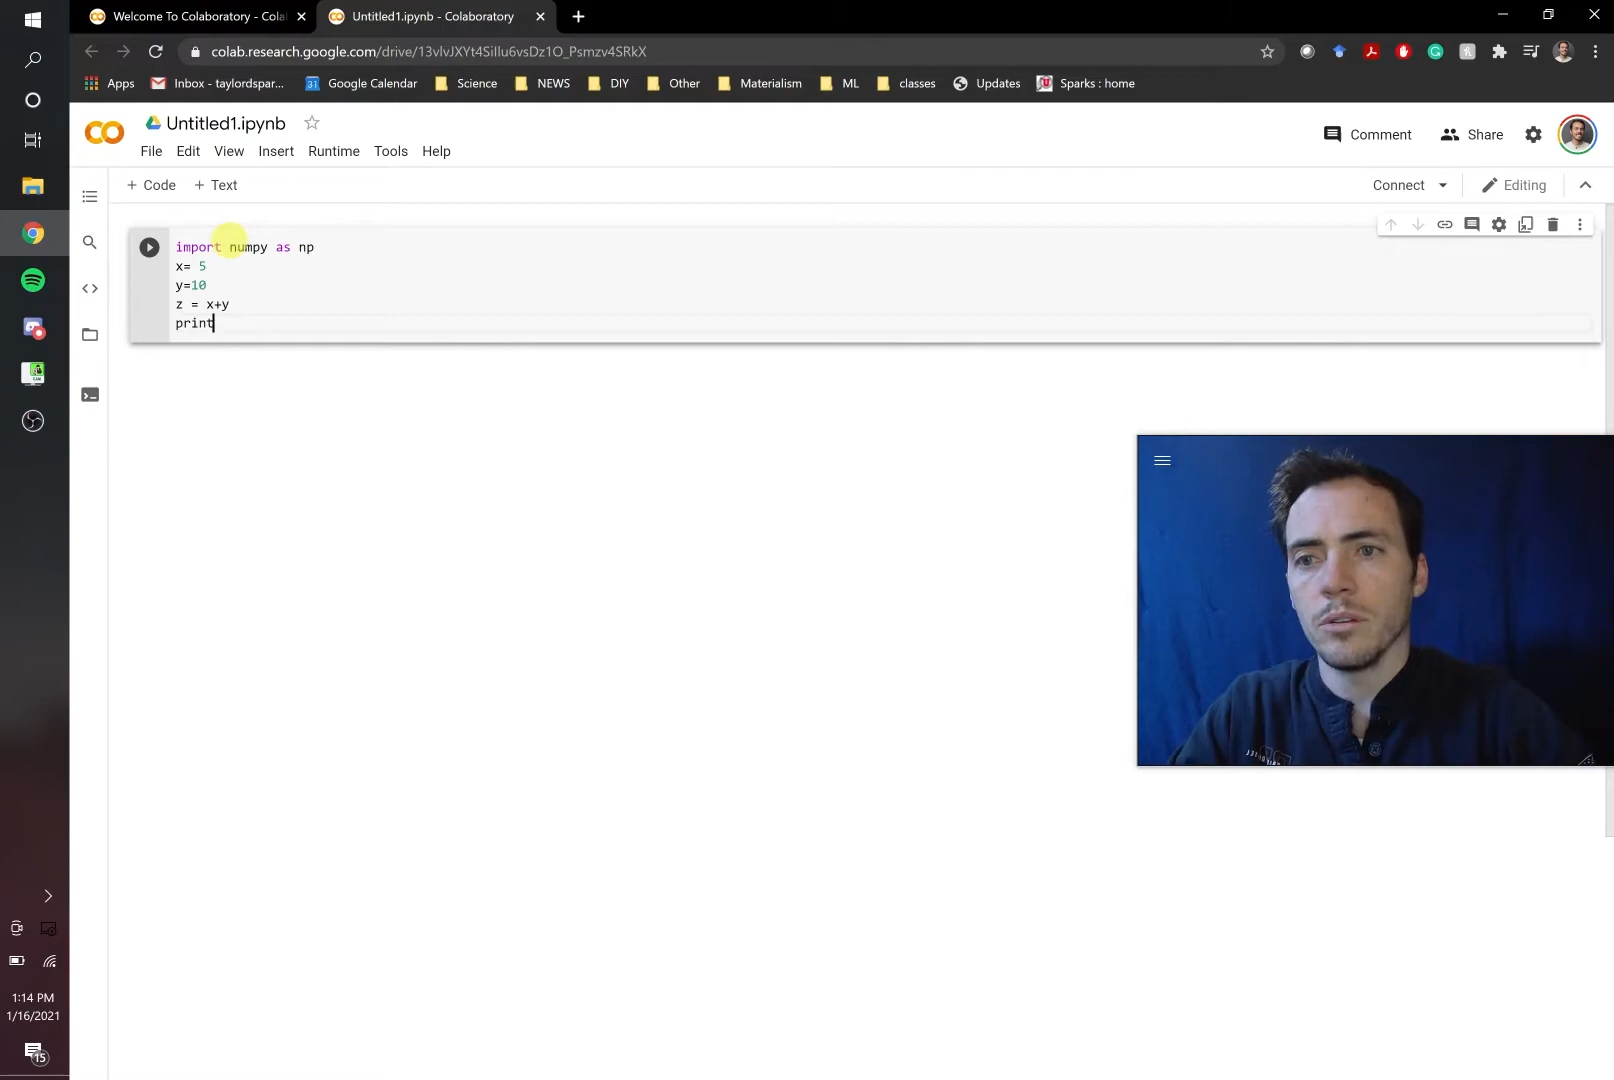 Welcome To Colaboratory - Cola
Untitled1.ipynb - Colaboratory
colab.research.google.com/drive/13vlvJXYt4Sillu6vsDz1O_Psmzv4SRkX
Apps
Inbox - taylordspar...
Google Calendar
Science
NEWS
DIY
Other
Materialism
ML
classes
Updates
Sparks : home
Untitled1.ipynb
Comment
Share
File Edit View Insert Runtime Tools Help
+ Code + Text
Connect
Editing
import numpy as np
x= 5
y=10
z = x+y
print
1:14 PM
1/16/2021
15